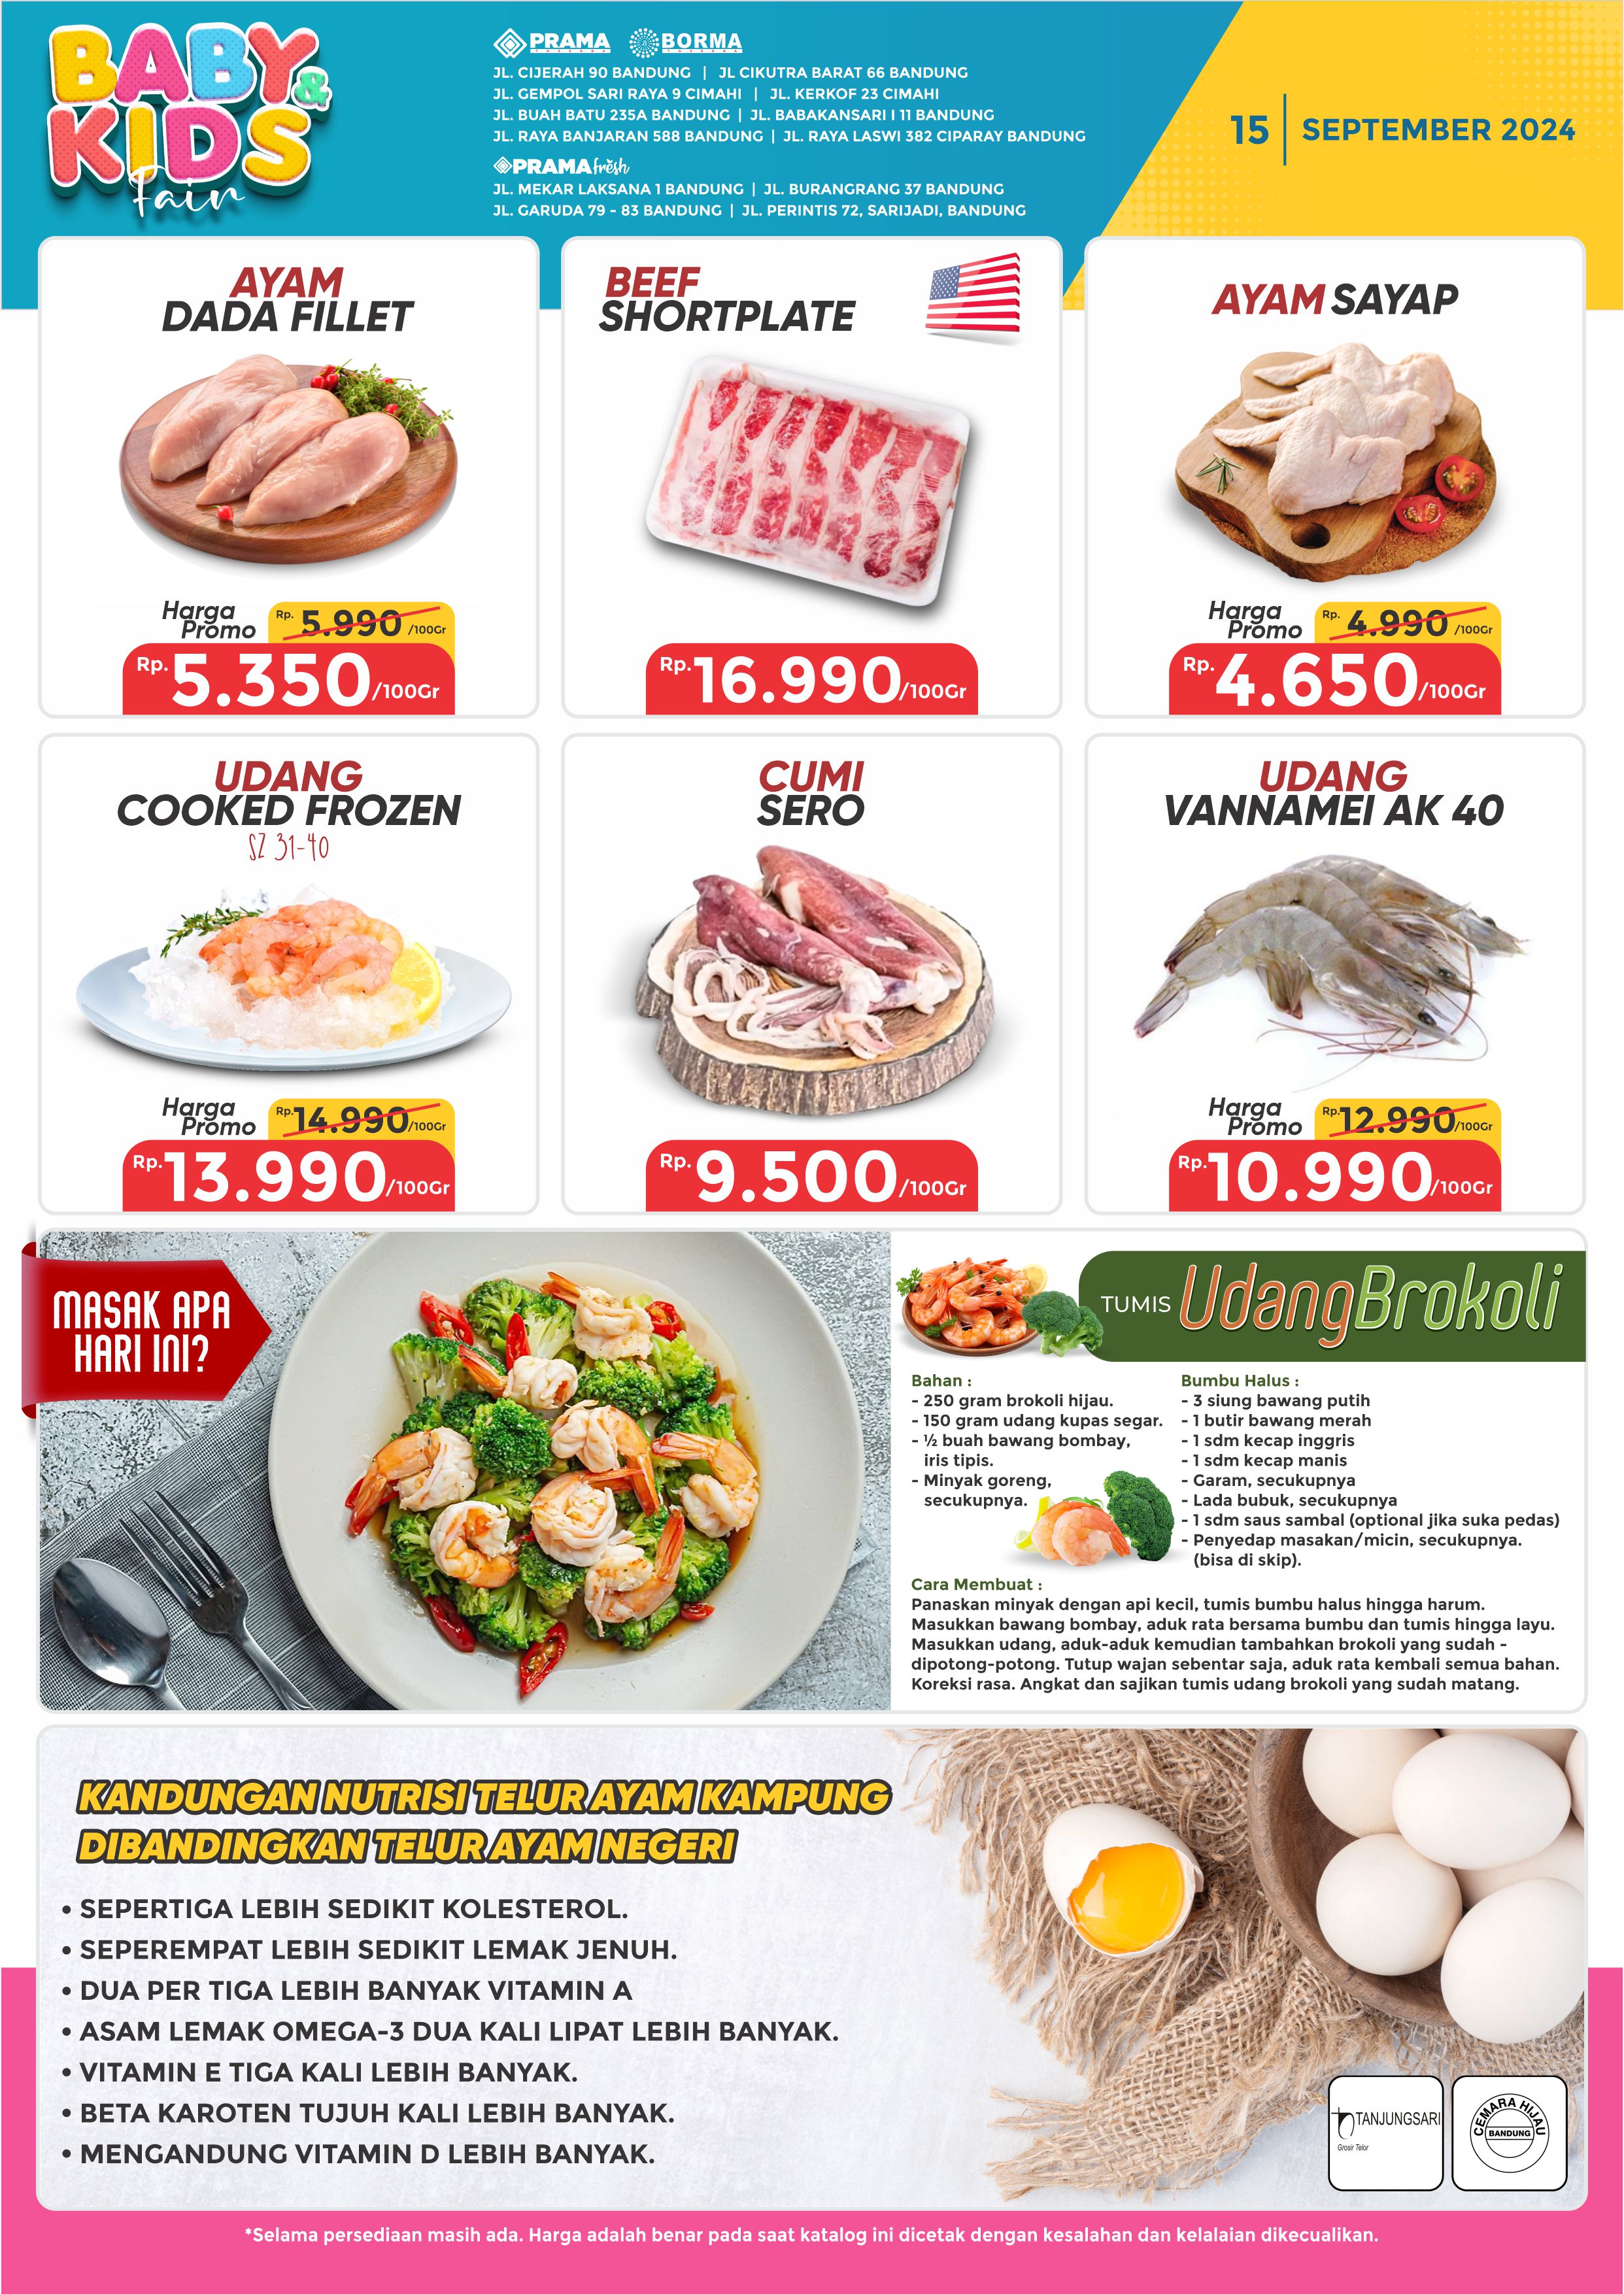 BABY &
KIDS
Fair
PRAMA BORMA
JL. CIJERAH 90 BANDUNG | JL CIKUTRA BARAT 66 BANDUNG
JL. GEMPOL SARI RAYA 9 CIMAHI | JL. KERKOF 23 CIMAHI
JL. BUAH BATU 235A BANDUNG | JL. BABAKANSARI I 11 BANDUNG
JL. RAYA BANJARAN 588 BANDUNG | JL. RAYA LASWI 382 CIPARAY BANDUNG
PRAMA fresh
JL. MEKAR LAKSANA 1 BANDUNG | JL. BURANGRANG 37 BANDUNG
JL. GARUDA 79 - 83 BANDUNG | JL. PERINTIS 72, SARIJADI, BANDUNG
15 | SEPTEMBER 2024
AYAM
DADA FILLET
Harga
Promo
Rp. 5.990 /100Gr
Rp. 5.350 /100Gr
BEEF
SHORTPLATE
Rp. 16.990 /100Gr
AYAM SAYAP
Harga
Promo
Rp. 4.990 /100Gr
Rp. 4.650 /100Gr
UDANG
COOKED FROZEN
SZ 31-40
Harga
Promo
Rp. 14.990 /100Gr
Rp. 13.990 /100Gr
CUMI
SERO
Rp. 9.500 /100Gr
UDANG
VANNAMEI AK 40
Harga
Promo
Rp. 12.990 /100Gr
Rp. 10.990 /100Gr
MASAK APA
HARI INI?
TUMIS UdangBrokoli
Bahan :
- 250 gram brokoli hijau.
- 150 gram udang kupas segar.
- ½ buah bawang bombay,
iris tipis.
- Minyak goreng,
secukupnya.
Bumbu Halus :
- 3 siung bawang putih
- 1 butir bawang merah
- 1 sdm kecap inggris
- 1 sdm kecap manis
- Garam, secukupnya
- Lada bubuk, secukupnya
- 1 sdm saus sambal (optional jika suka pedas)
- Penyedap masakan/micin, secukupnya.
(bisa di skip).
Cara Membuat :
Panaskan minyak dengan api kecil, tumis bumbu halus hingga harum.
Masukkan bawang bombay, aduk rata bersama bumbu dan tumis hingga layu.
Masukkan udang, aduk-aduk kemudian tambahkan brokoli yang sudah -
dipotong-potong. Tutup wajan sebentar saja, aduk rata kembali semua bahan.
Koreksi rasa. Angkat dan sajikan tumis udang brokoli yang sudah matang.
KANDUNGAN NUTRISI TELUR AYAM KAMPUNG
DIBANDINGKAN TELUR AYAM NEGERI
• SEPERTIGA LEBIH SEDIKIT KOLESTEROL.
• SEPEREMPAT LEBIH SEDIKIT LEMAK JENUH.
• DUA PER TIGA LEBIH BANYAK VITAMIN A
• ASAM LEMAK OMEGA-3 DUA KALI LIPAT LEBIH BANYAK.
• VITAMIN E TIGA KALI LEBIH BANYAK.
• BETA KAROTEN TUJUH KALI LEBIH BANYAK.
• MENGANDUNG VITAMIN D LEBIH BANYAK.
TANJUNGSARI
Grosir Telor
CEMARA HIJAU
BANDUNG
*Selama persediaan masih ada. Harga adalah benar pada saat katalog ini dicetak dengan kesalahan dan kelalaian dikecualikan.